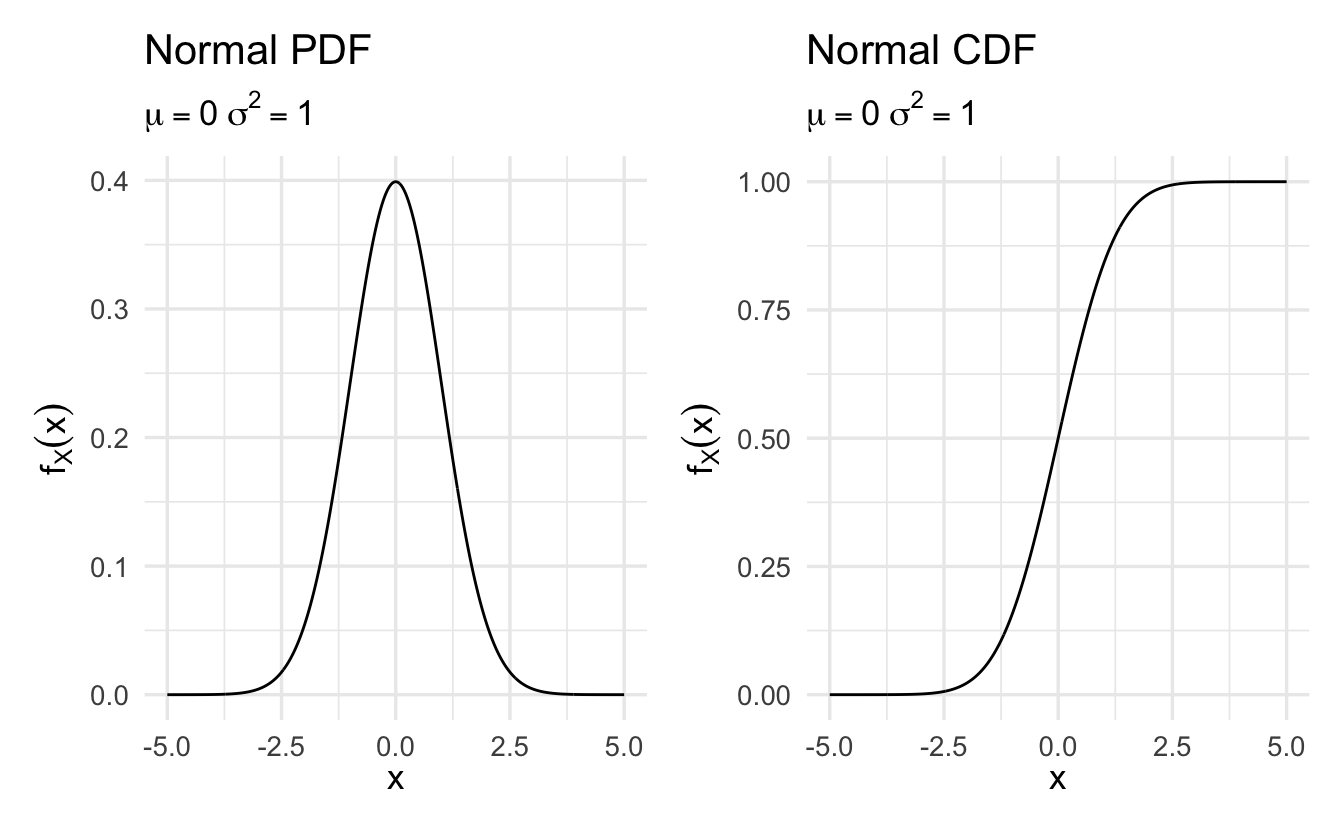 Normal PDF
μ = 0 σ² = 1
0.4
0.3
0.2
0.1
0.0
fX(x)
-5.0 -2.5 0.0 2.5 5.0
x
Normal CDF
μ = 0 σ² = 1
1.00
0.75
0.50
0.25
0.00
fX(x)
-5.0 -2.5 0.0 2.5 5.0
x